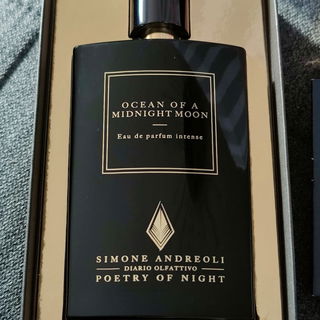 OCEAN OF A
MIDNIGHT MOON
Eau de parfum intense
SIMONE ANDREOLI
DIARIO OLFATTIVO
POETRY OF NIGHT